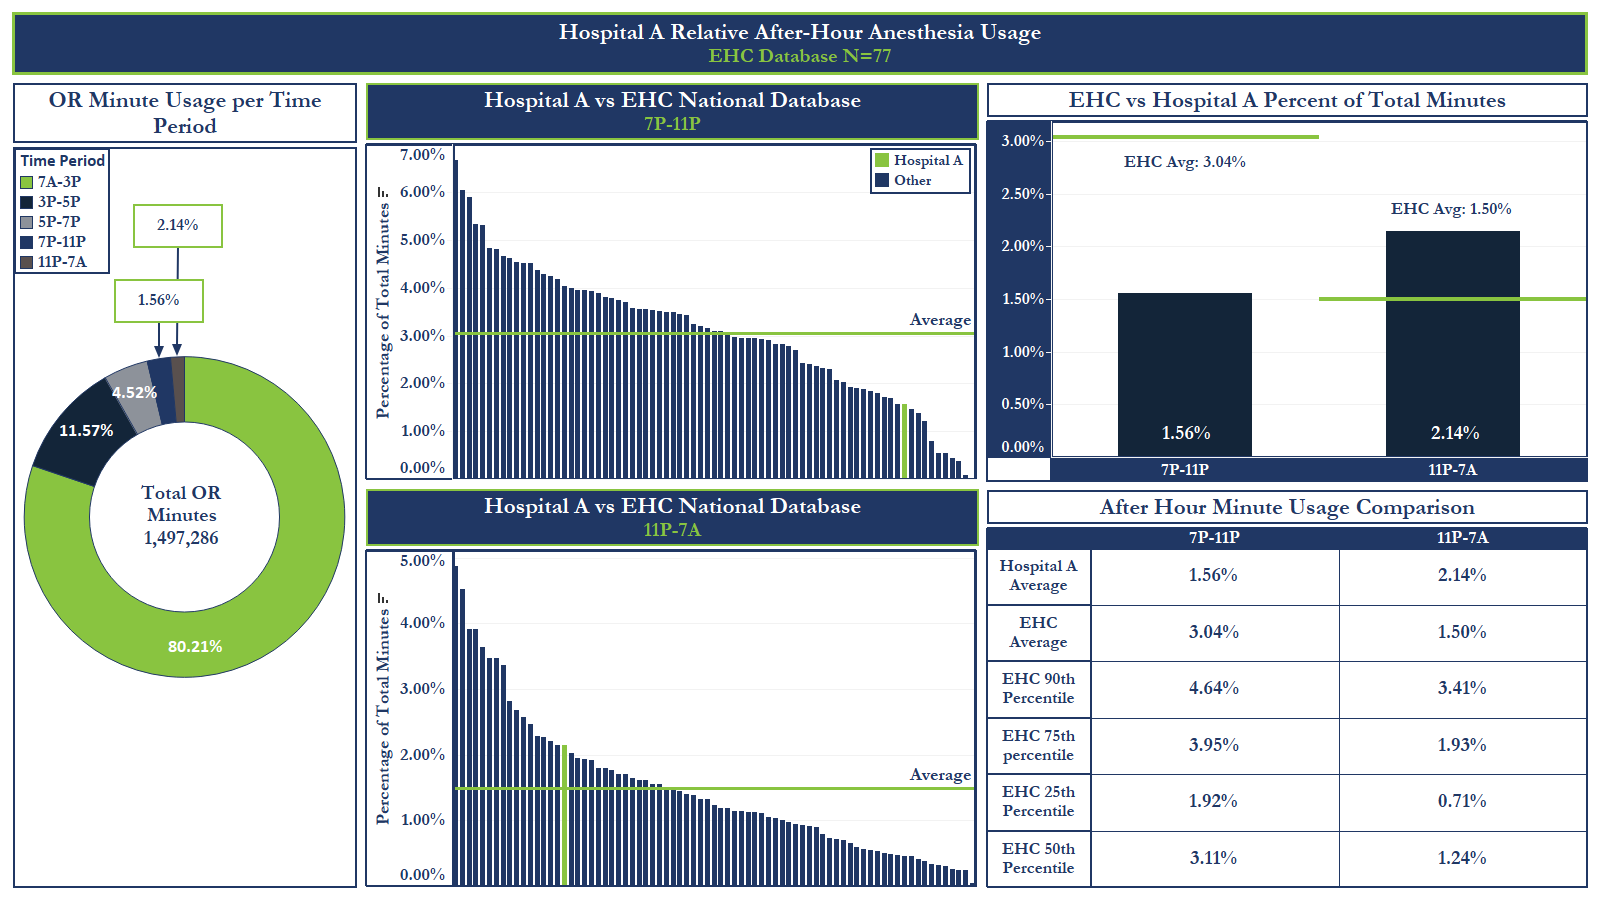 Hospital A Relative After-Hour Anesthesia Usage
EHC Database N=77
OR Minute Usage per Time
Period
Time Period
7A-3P
3P-5P
5P-7P
7P-11P
11P-7A
2.14%
1.56%
4.52%
11.57%
Total OR
Minutes
1,497,286
80.21%
Hospital A vs EHC National Database
7P-11P
Percentage of Total Minutes
7.00%
6.00%
5.00%
4.00%
3.00%
2.00%
1.00%
0.00%
Hospital A
Other
Average
Hospital A vs EHC National Database
11P-7A
Percentage of Total Minutes
5.00%
4.00%
3.00%
2.00%
1.00%
0.00%
Average
EHC vs Hospital A Percent of Total Minutes
3.00%
2.50%
2.00%
1.50%
1.00%
0.50%
0.00%
EHC Avg: 3.04%
EHC Avg: 1.50%
1.56%
2.14%
7P-11P
11P-7A
After Hour Minute Usage Comparison
7P-11P 11P-7A
Hospital A
Average
1.56% 2.14%
EHC
Average
3.04% 1.50%
EHC 90th
Percentile
4.64% 3.41%
EHC 75th
percentile
3.95% 1.93%
EHC 25th
Percentile
1.92% 0.71%
EHC 50th
Percentile
3.11% 1.24%